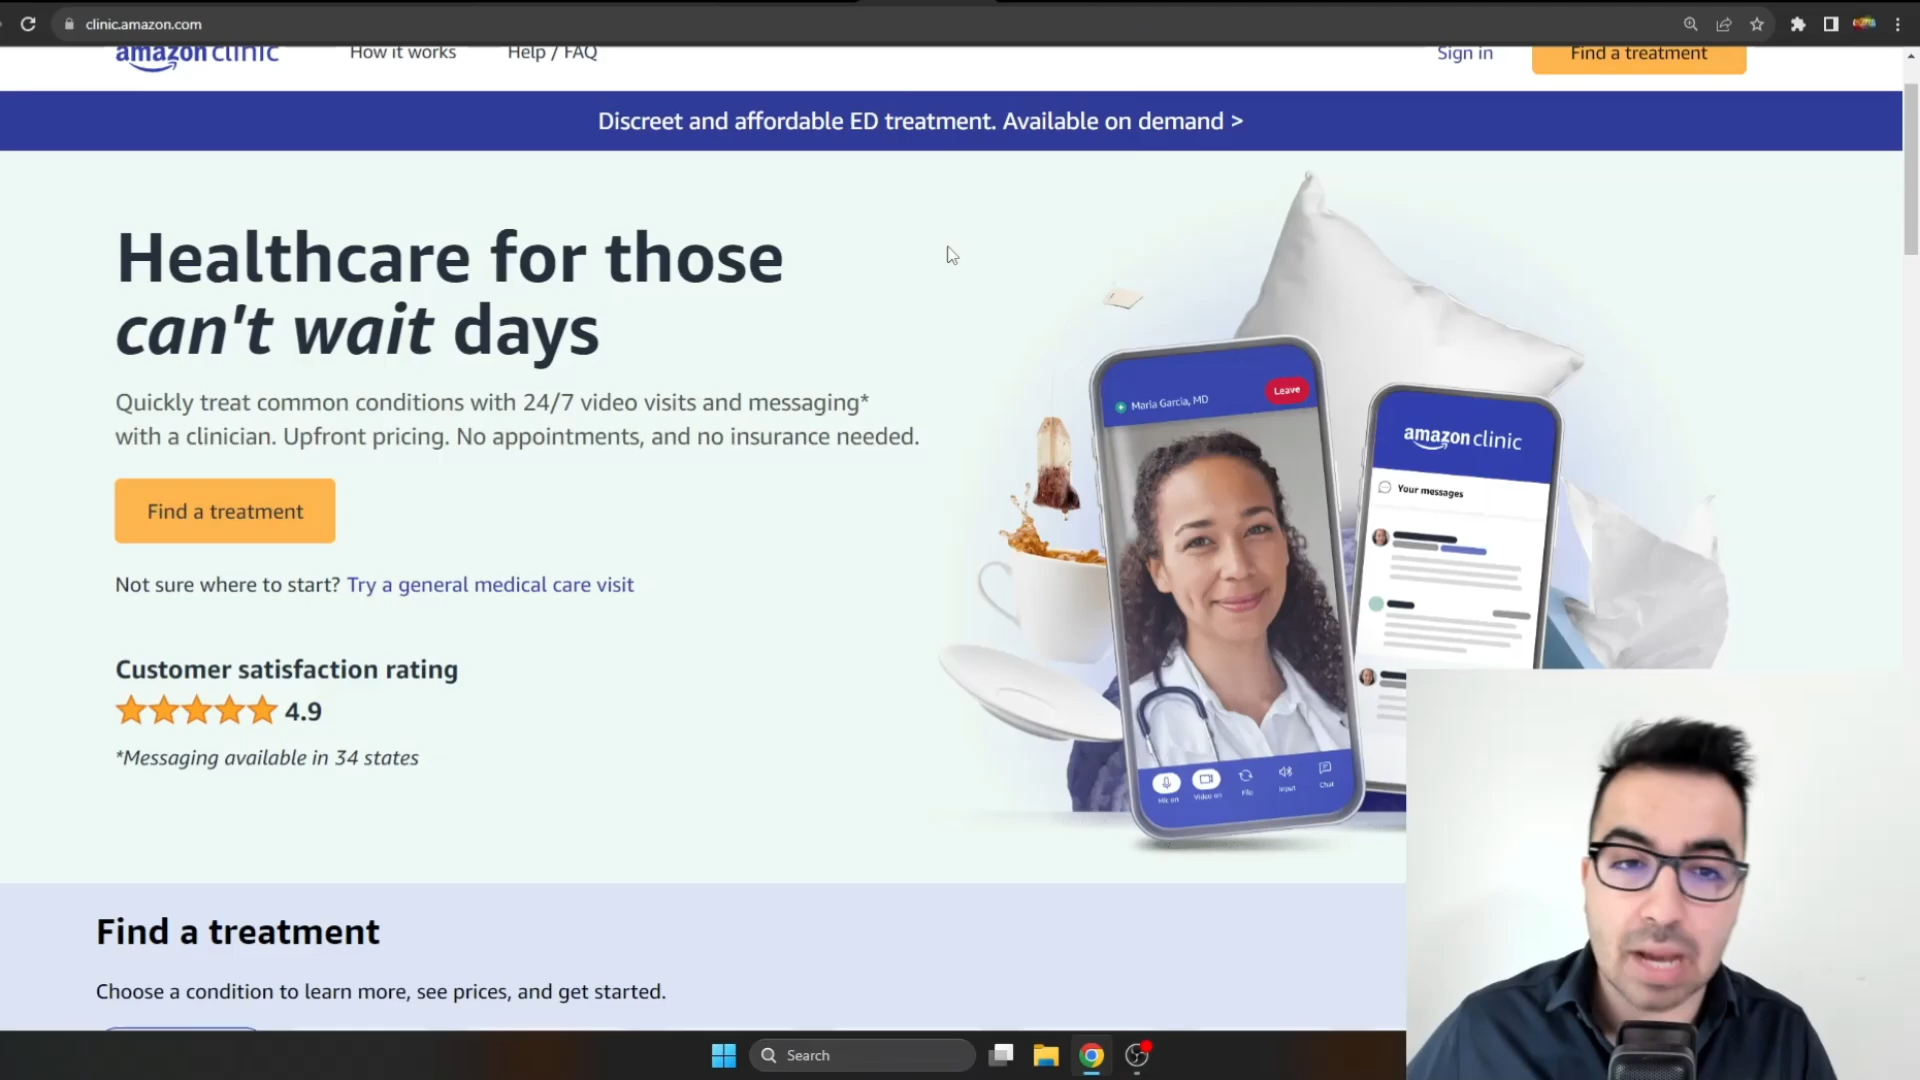 clinic.amazon.com
amazon clinic
How it works
Help / FAQ
Sign in
Find a treatment
Discreet and affordable ED treatment. Available on demand >
Healthcare for those
can't wait days
Quickly treat common conditions with 24/7 video visits and messaging*
with a clinician. Upfront pricing. No appointments, and no insurance needed.
Find a treatment
Not sure where to start? Try a general medical care visit
Customer satisfaction rating
4.9
*Messaging available in 34 states
Maria Garcia, MD
Leave
Mic on
Video on
Flip
Input
Chat
amazon clinic
Your messages
Find a treatment
Choose a condition to learn more, see prices, and get started.
Search